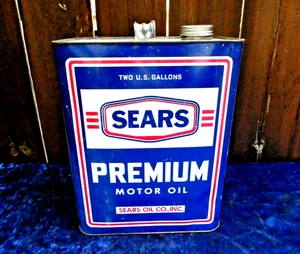 TWO U.S. GALLONS
SEARS
PREMIUM
MOTOR OIL
SEARS OIL CO., INC.